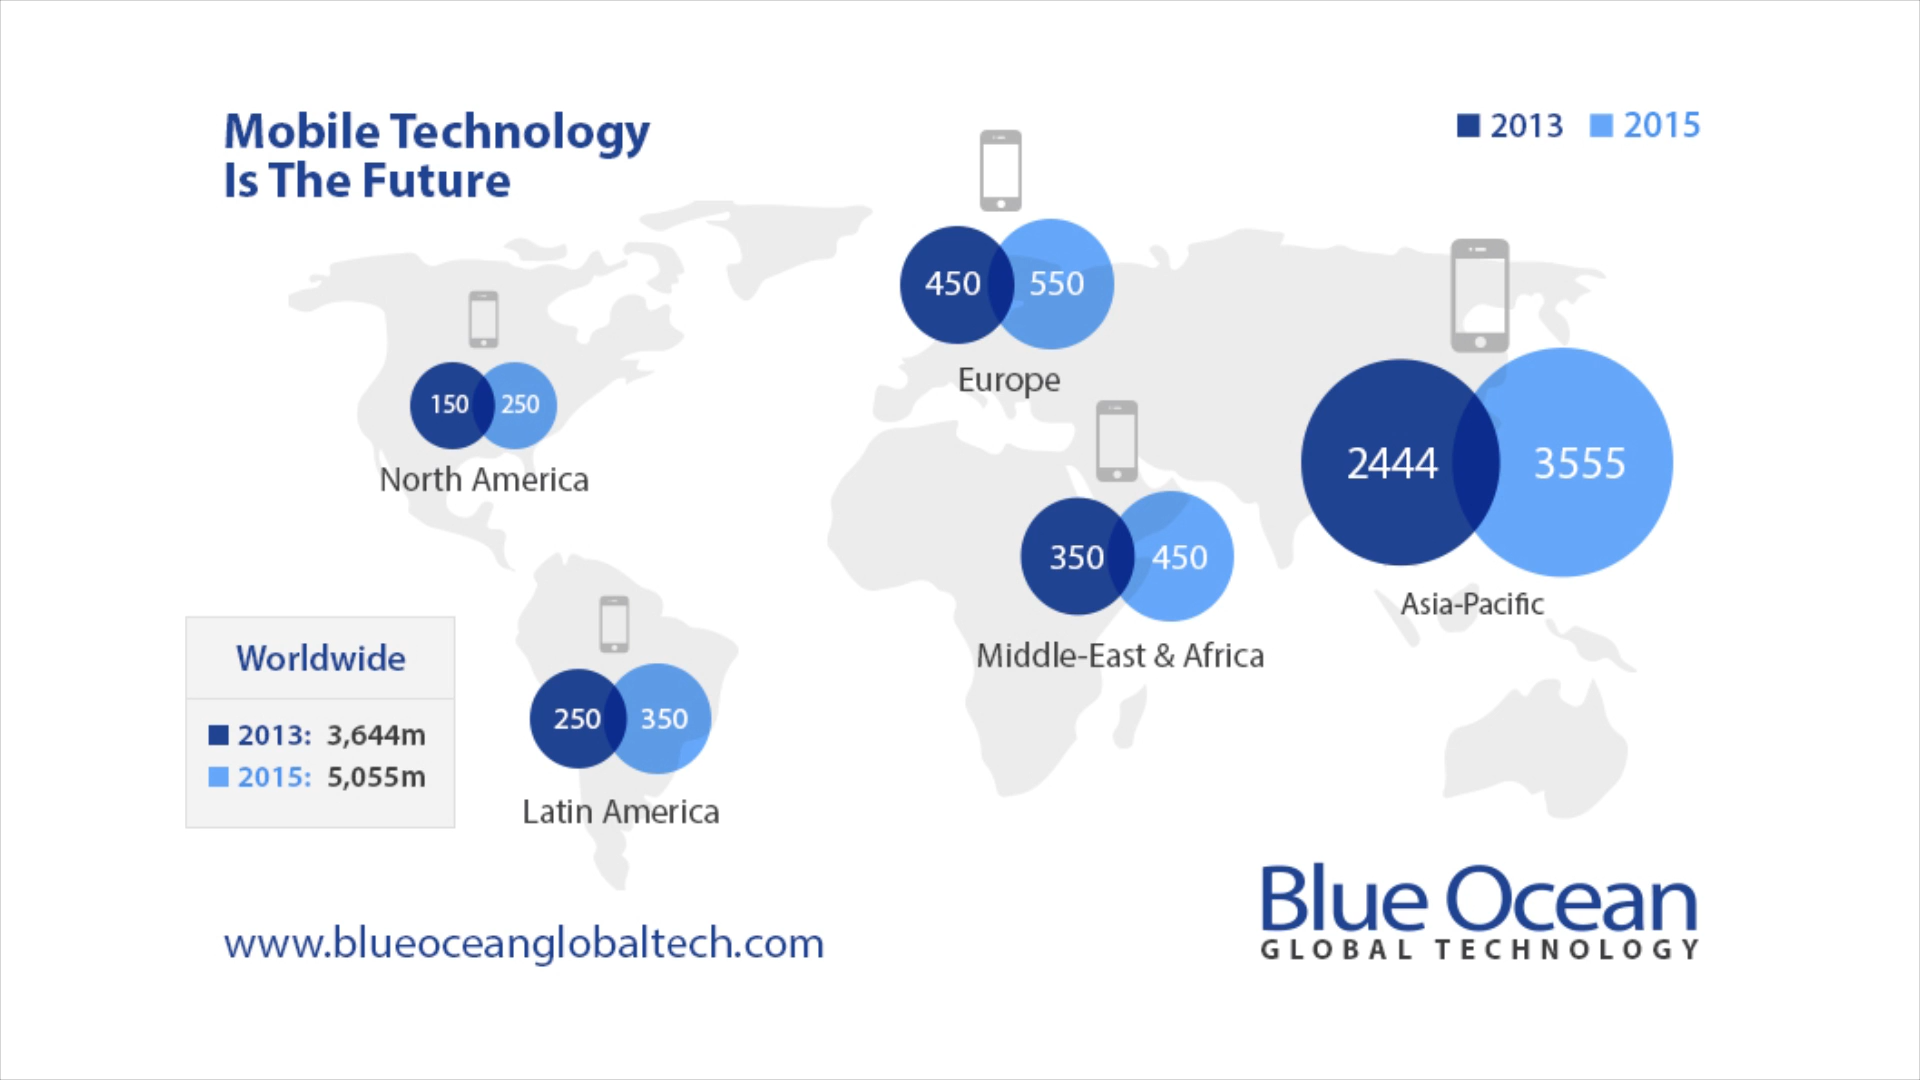 Mobile Technology
Is The Future
2013 2015
450 550
Europe
150 250
North America
2444 3555
Asia-Pacific
350 450
Middle-East & Africa
250 350
Latin America
Worldwide
2013: 3,644m
2015: 5,055m
www.blueoceanglobaltech.com
Blue Ocean
GLOBAL TECHNOLOGY